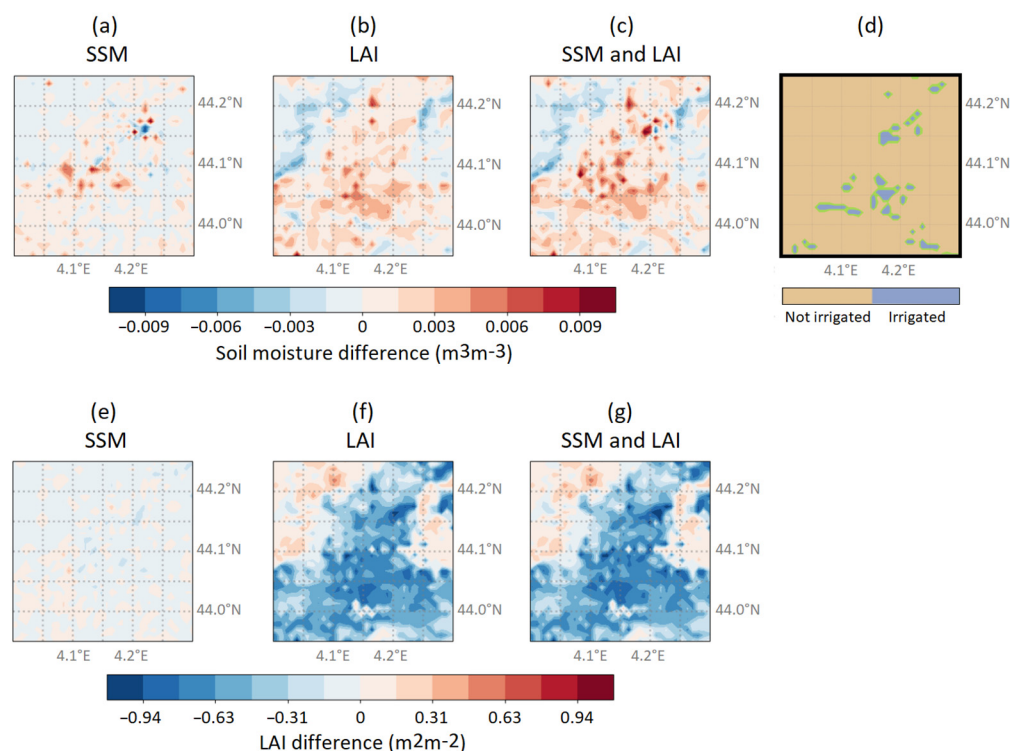 (a)
SSM
(b)
LAI
(c)
SSM and LAI
(d)
44.2°N
44.1°N
44.0°N
4.1°E 4.2°E
44.2°N
44.1°N
44.0°N
4.1°E 4.2°E
44.2°N
44.1°N
44.0°N
4.1°E 4.2°E
44.2°N
44.1°N
44.0°N
4.1°E 4.2°E
−0.009 −0.006 −0.003 0 0.003 0.006 0.009
Soil moisture difference (m3m-3)
Not irrigated Irrigated
(e)
SSM
(f)
LAI
(g)
SSM and LAI
44.2°N
44.1°N
44.0°N
4.1°E 4.2°E
44.2°N
44.1°N
44.0°N
4.1°E 4.2°E
44.2°N
44.1°N
44.0°N
4.1°E 4.2°E
−0.94 −0.63 −0.31 0 0.31 0.63 0.94
LAI difference (m2m-2)